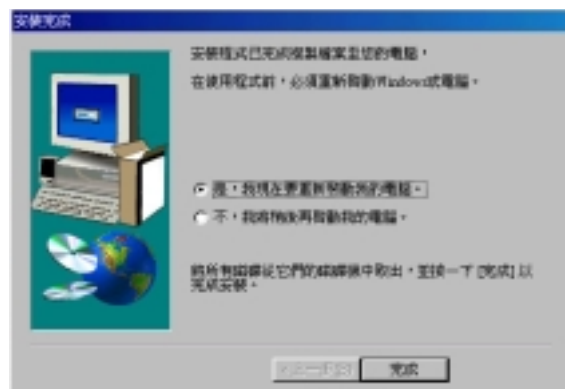 安裝完成
安裝程式已完成複製檔案至您的電腦，
在使用程式前，必須重新啟動Windows或電腦。
是，我現在要重新啟動我的電腦。
不，我將稍後再啟動我的電腦。
將所有磁碟從它們的磁碟機中取出，並按一下 [完成] 以
完成安裝。
完成